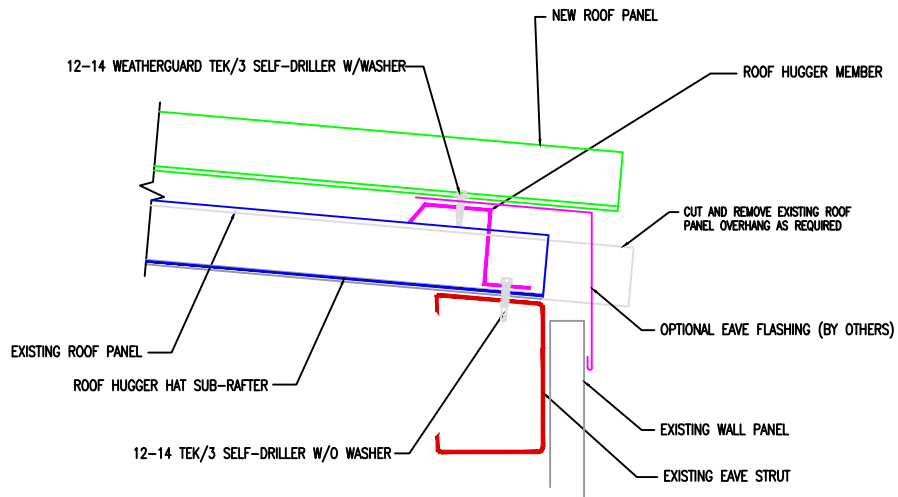 NEW ROOF PANEL
12-14 WEATHERGUARD TEK/3 SELF-DRILLER W/WASHER
ROOF HUGGER MEMBER
CUT AND REMOVE EXISTING ROOF
PANEL OVERHANG AS REQUIRED
OPTIONAL EAVE FLASHING (BY OTHERS)
EXISTING ROOF PANEL
ROOF HUGGER HAT SUB-RAFTER
EXISTING WALL PANEL
12-14 TEK/3 SELF-DRILLER W/O WASHER
EXISTING EAVE STRUT